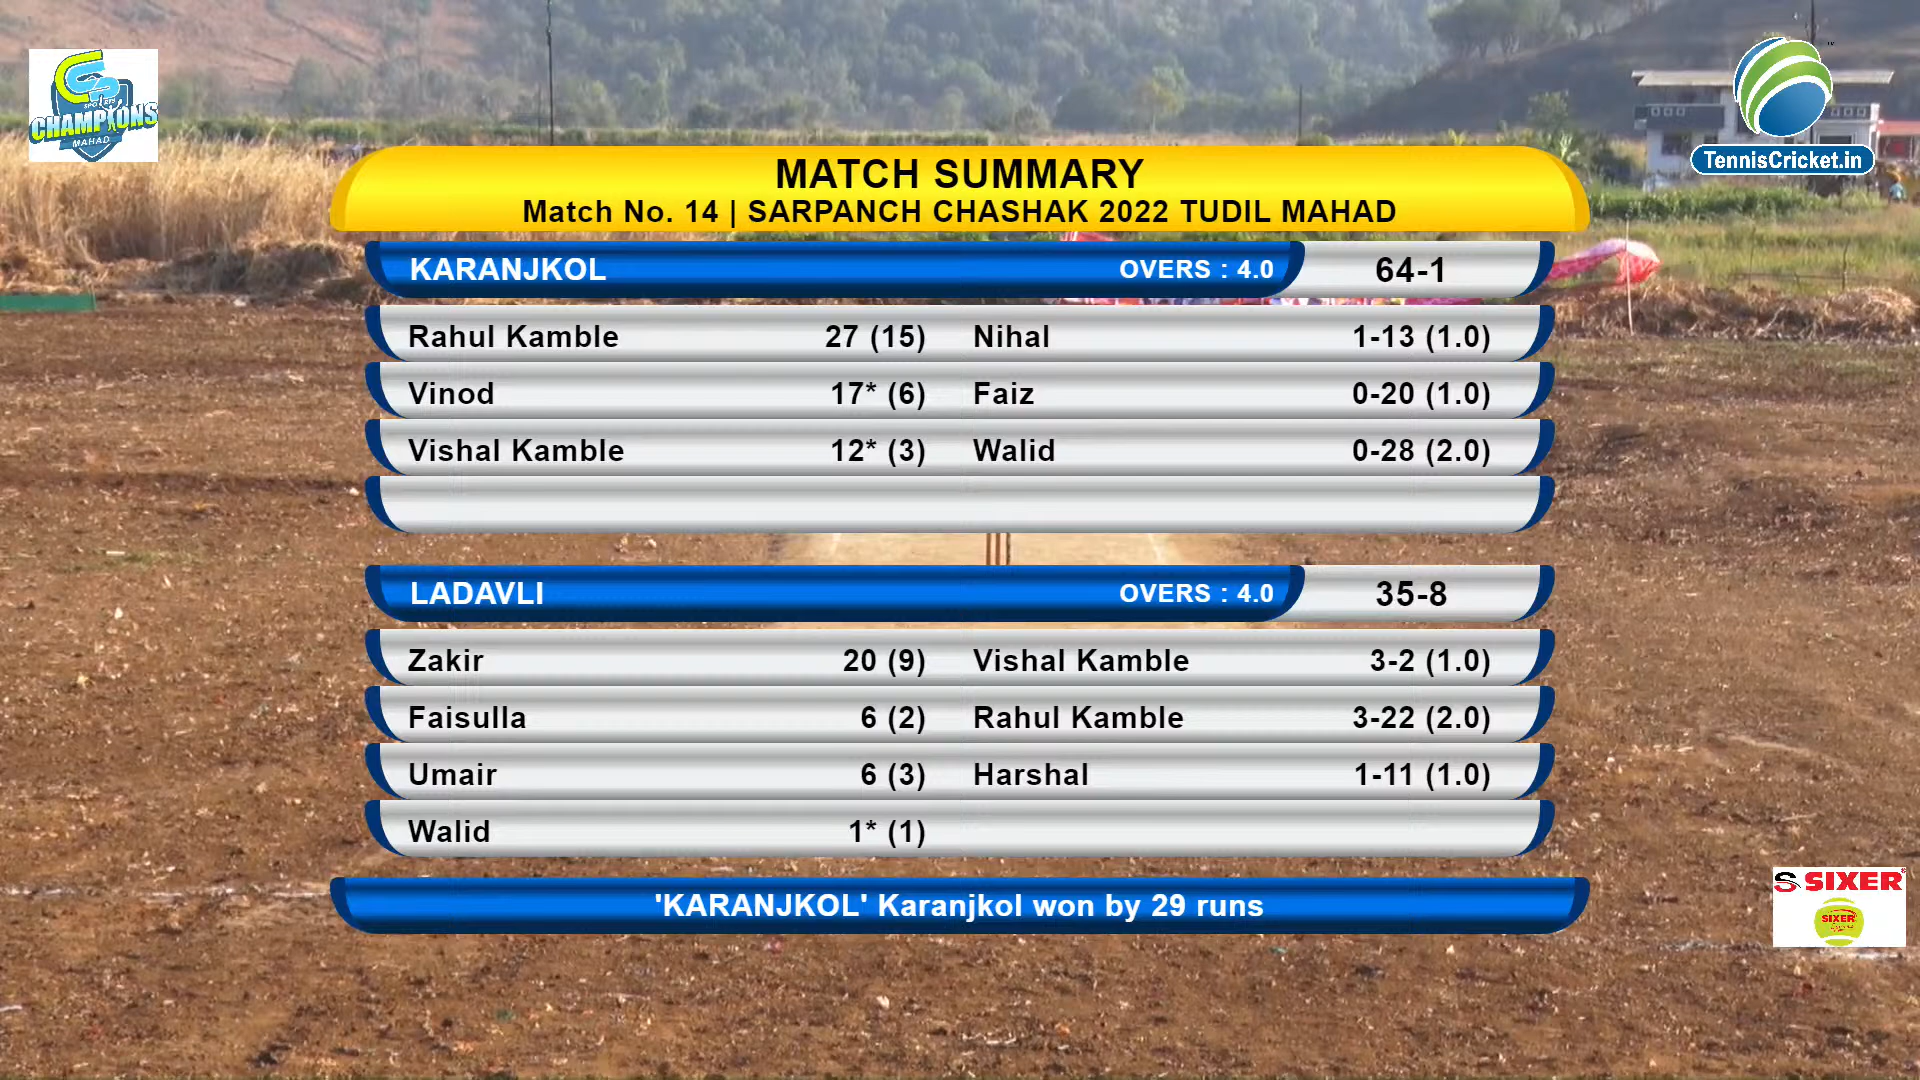 SPORTS
CHAMPIONS
MAHAD
TennisCricket.in
MATCH SUMMARY
Match No. 14 | SARPANCH CHASHAK 2022 TUDIL MAHAD
KARANJKOL OVERS : 4.0 64-1
Rahul Kamble 27 (15) Nihal 1-13 (1.0)
Vinod 17* (6) Faiz 0-20 (1.0)
Vishal Kamble 12* (3) Walid 0-28 (2.0)
LADAVLI OVERS : 4.0 35-8
Zakir 20 (9) Vishal Kamble 3-2 (1.0)
Faisulla 6 (2) Rahul Kamble 3-22 (2.0)
Umair 6 (3) Harshal 1-11 (1.0)
Walid 1* (1)
'KARANJKOL' Karanjkol won by 29 runs
S SIXER®
SIXER